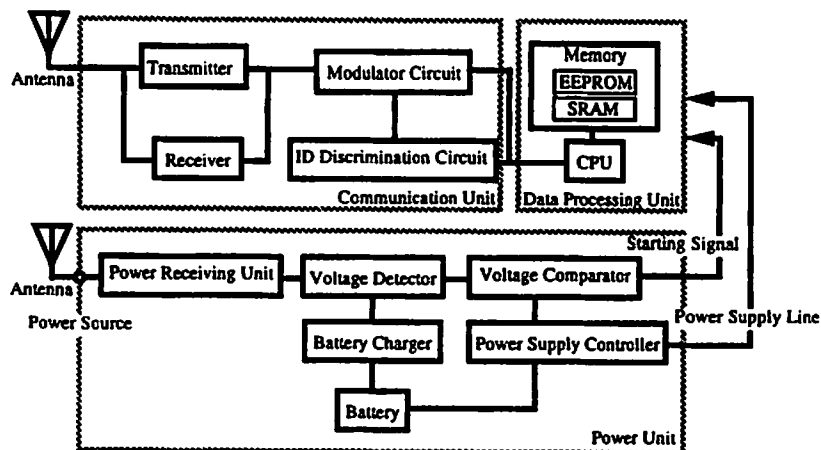 Antenna
Transmitter
Receiver
Modulator Circuit
ID Discrimination Circuit
Communication Unit
Memory
EEPROM
SRAM
CPU
Data Processing Unit
Antenna
Power Source
Power Receiving Unit
Voltage Detector
Voltage Comparator
Starting Signal
Power Supply Line
Battery Charger
Power Supply Controller
Battery
Power Unit